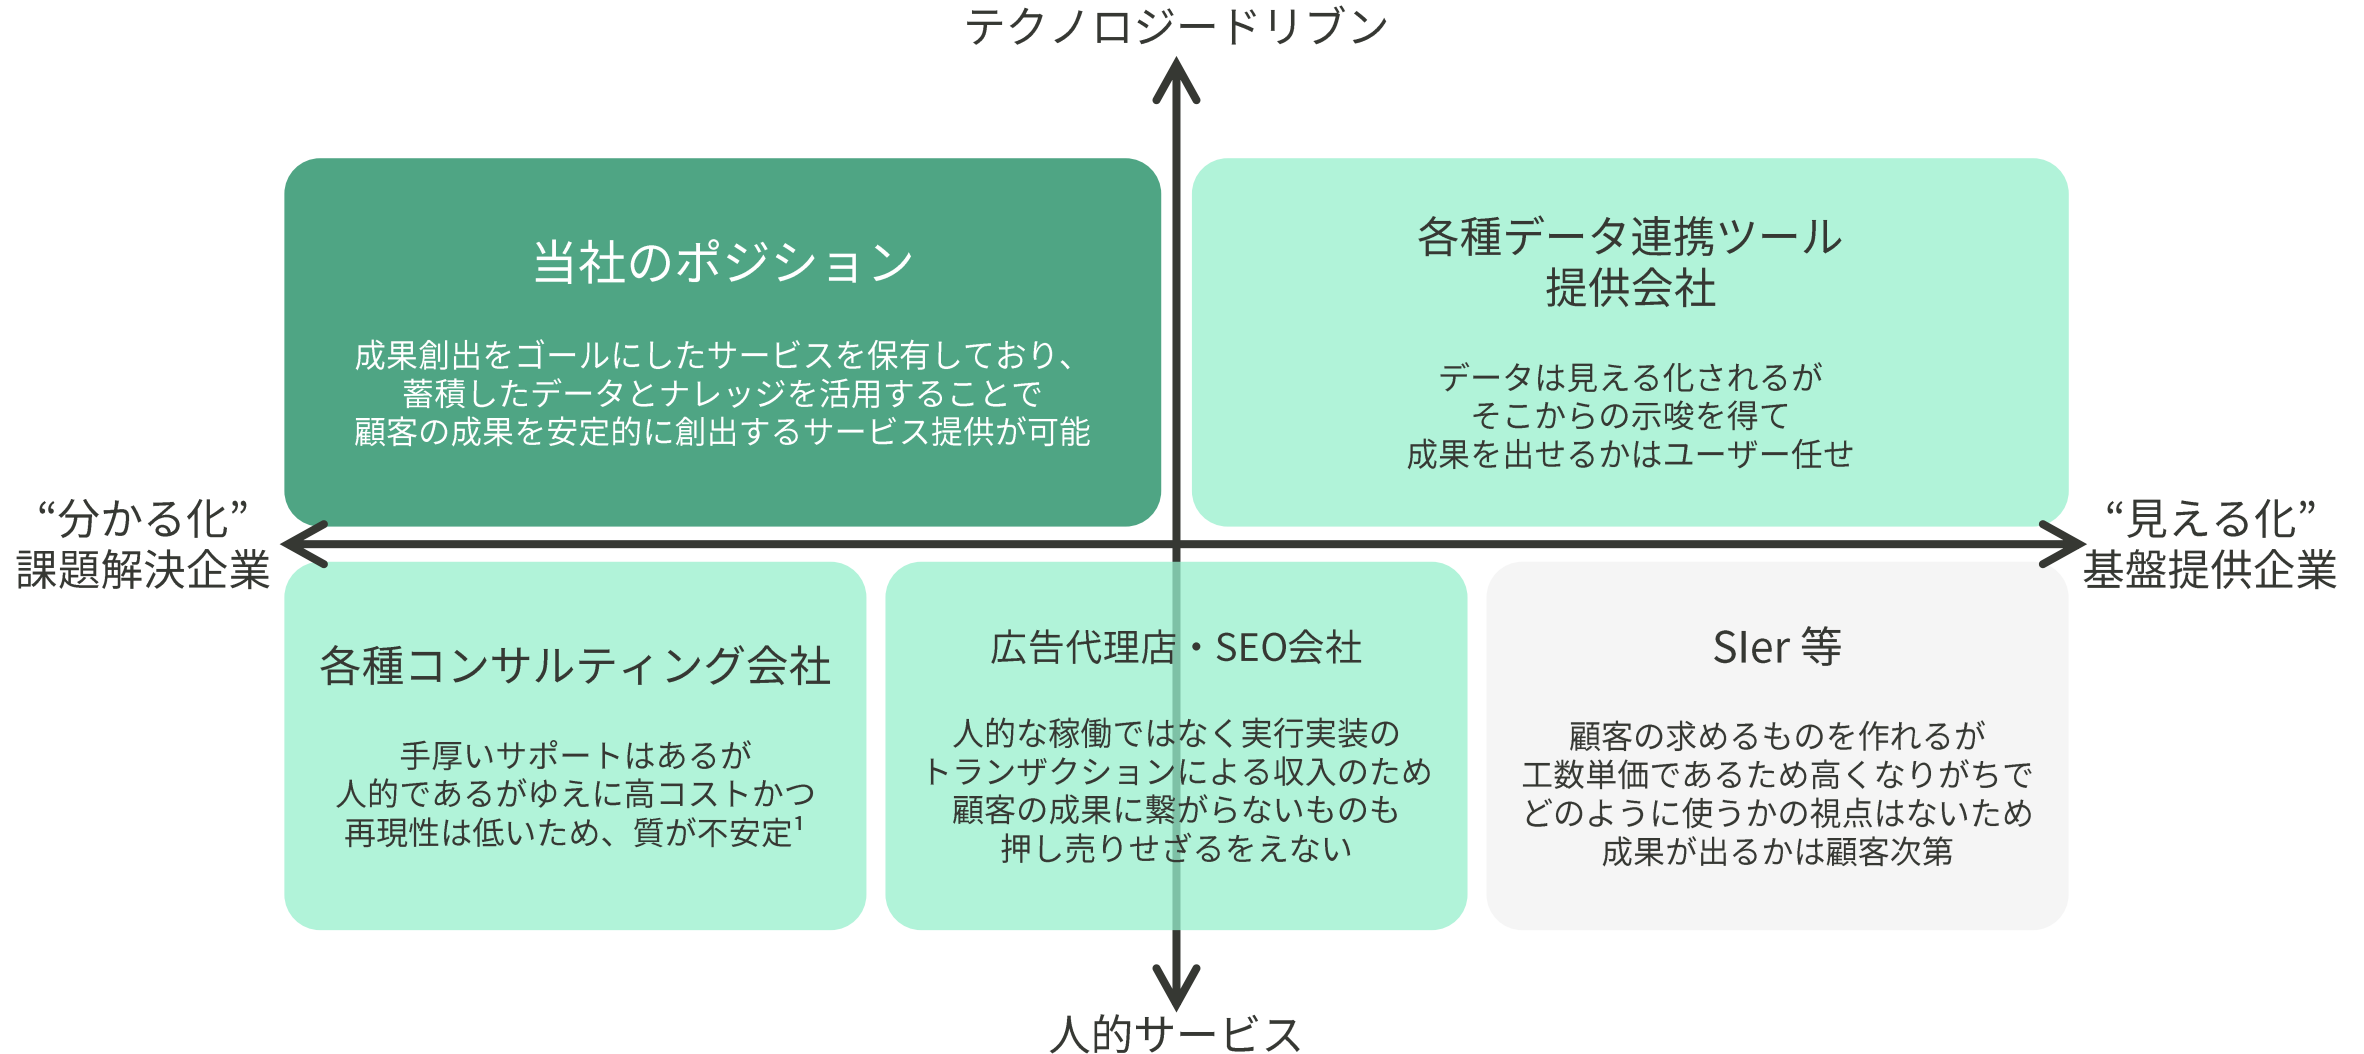 テクノロジードリブン
当社のポジション
成果創出をゴールにしたサービスを保有しており、
蓄積したデータとナレッジを活用することで
顧客の成果を安定的に創出するサービス提供が可能
各種データ連携ツール
提供会社
データは見える化されるが
そこからの示唆を得て
成果を出せるかはユーザー任せ
“分かる化”
課題解決企業
“見える化”
基盤提供企業
各種コンサルティング会社
手厚いサポートはあるが
人的であるがゆえに高コストかつ
再現性は低いため、質が不安定¹
広告代理店・SEO会社
人的な稼働ではなく実行実装の
トランザクションによる収入のため
顧客の成果に繋がらないものも
押し売りせざるをえない
SIer 等
顧客の求めるものを作れるが
工数単価であるため高くなりがちで
どのように使うかの視点はないため
成果が出るかは顧客次第
人的サービス